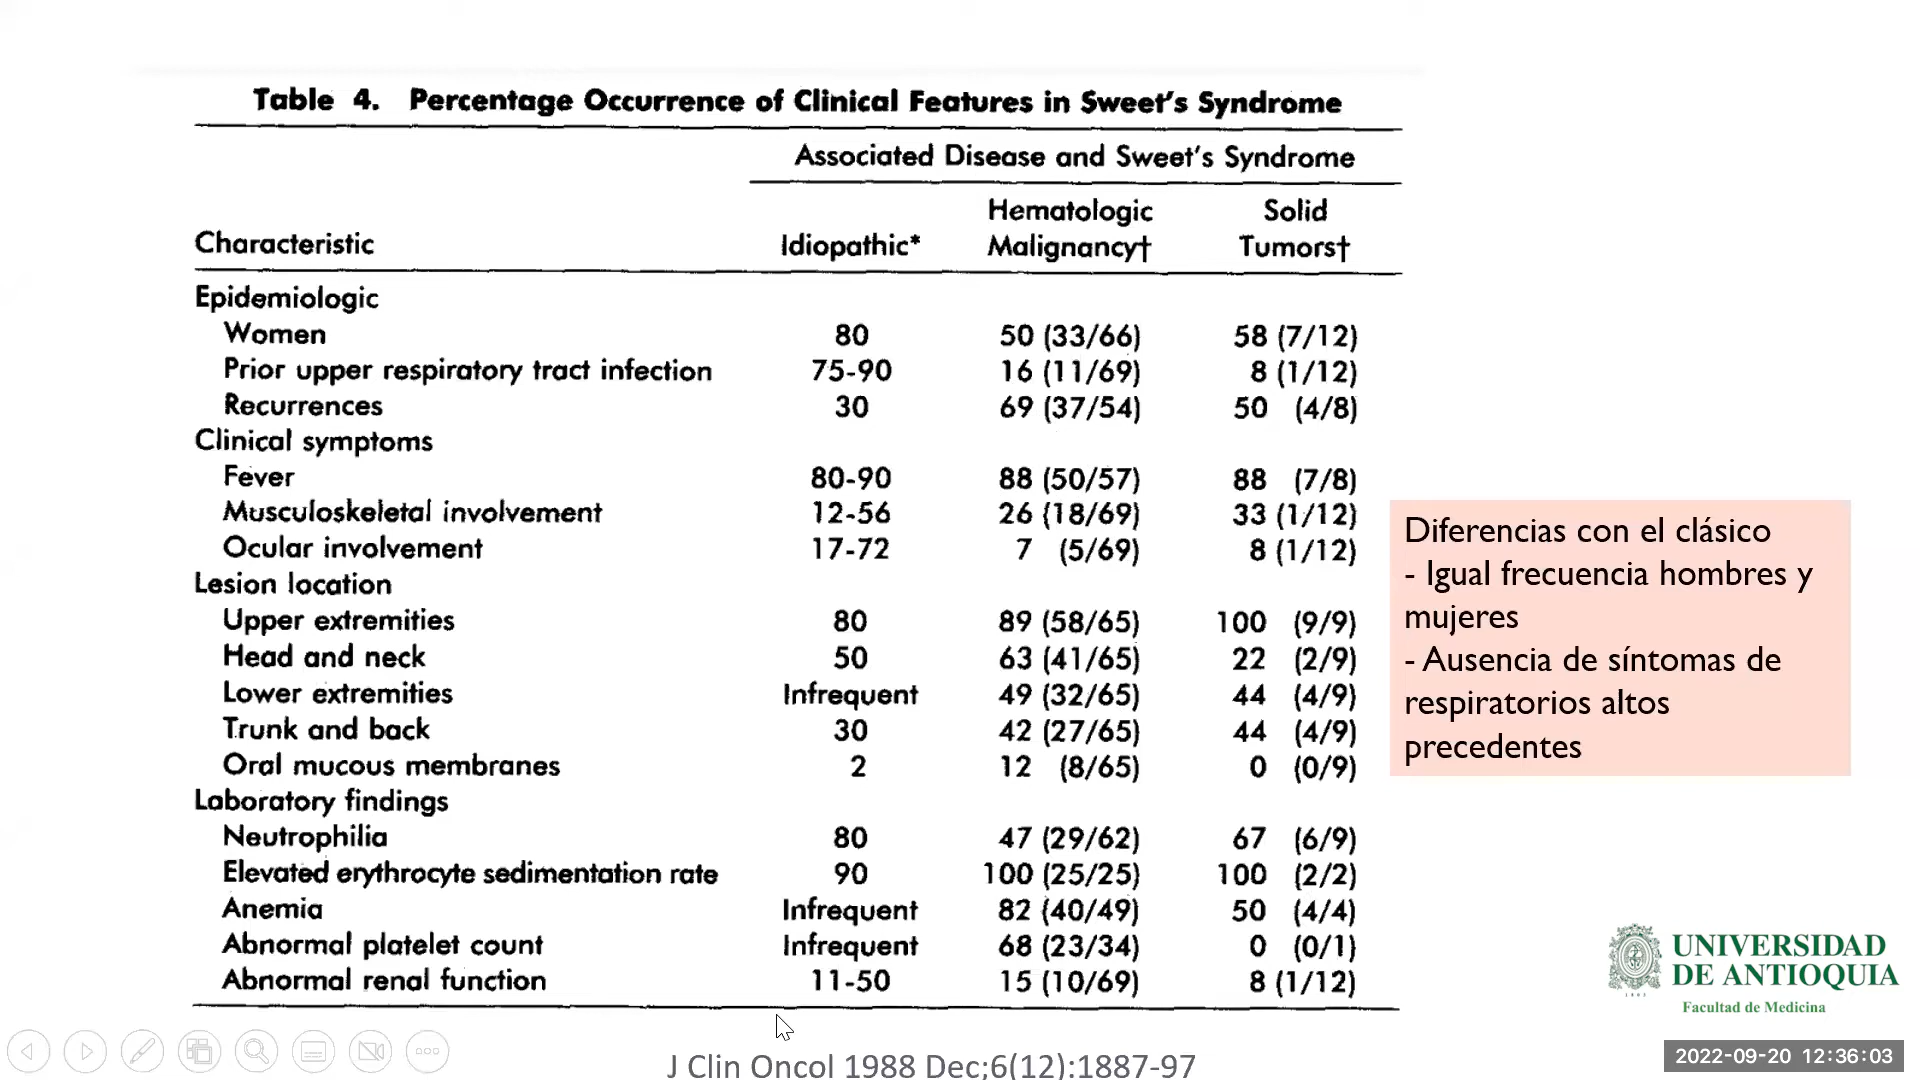 Table 4. Percentage Occurrence of Clinical Features in Sweet's Syndrome
Associated Disease and Sweet's Syndrome
Characteristic Idiopathic* Hematologic Malignancy† Solid Tumors†
Epidemiologic
Women 80 50 (33/66) 58 (7/12)
Prior upper respiratory tract infection 75-90 16 (11/69) 8 (1/12)
Recurrences 30 69 (37/54) 50 (4/8)
Clinical symptoms
Fever 80-90 88 (50/57) 88 (7/8)
Musculoskeletal involvement 12-56 26 (18/69) 33 (1/12)
Ocular involvement 17-72 7 (5/69) 8 (1/12)
Lesion location
Upper extremities 80 89 (58/65) 100 (9/9)
Head and neck 50 63 (41/65) 22 (2/9)
Lower extremities Infrequent 49 (32/65) 44 (4/9)
Trunk and back 30 42 (27/65) 44 (4/9)
Oral mucous membranes 2 12 (8/65) 0 (0/9)
Laboratory findings
Neutrophilia 80 47 (29/62) 67 (6/9)
Elevated erythrocyte sedimentation rate 90 100 (25/25) 100 (2/2)
Anemia Infrequent 82 (40/49) 50 (4/4)
Abnormal platelet count Infrequent 68 (23/34) 0 (0/1)
Abnormal renal function 11-50 15 (10/69) 8 (1/12)
J Clin Oncol 1988 Dec;6(12):1887-97
Diferencias con el clásico
- Igual frecuencia hombres y
mujeres
- Ausencia de síntomas de
respiratorios altos
precedentes
UNIVERSIDAD
DE ANTIOQUIA
1803
Facultad de Medicina
2022-09-20 12:36:03